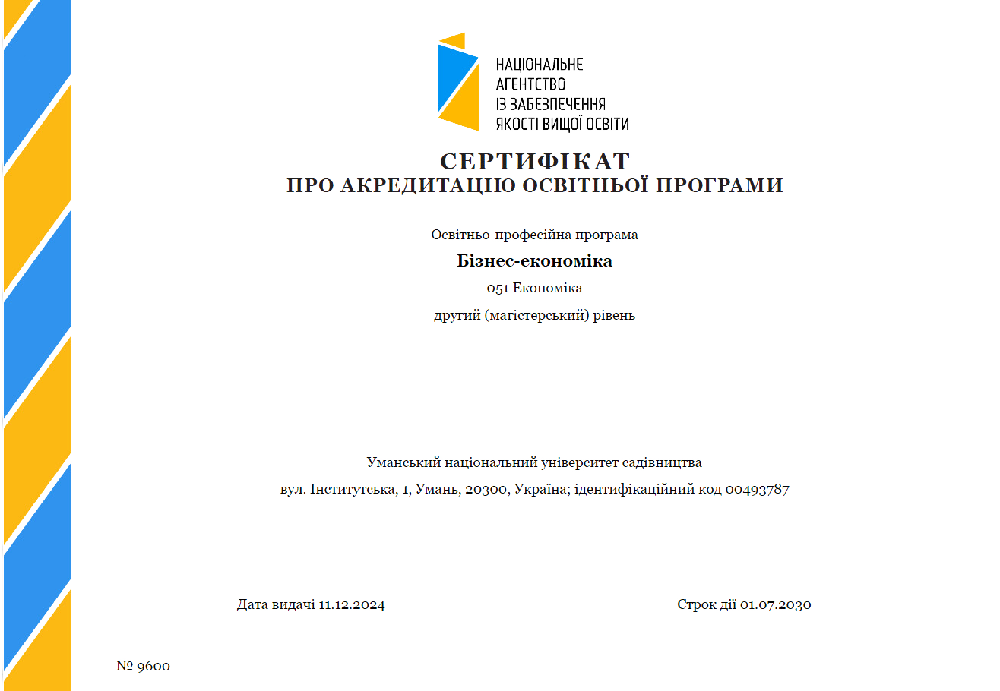 НАЦІОНАЛЬНЕ
АГЕНТСТВО
ІЗ ЗАБЕЗПЕЧЕННЯ
ЯКОСТІ ВИЩОЇ ОСВІТИ
СЕРТИФІКАТ
ПРО АКРЕДИТАЦІЮ ОСВІТНЬОЇ ПРОГРАМИ
Освітньо-професійна програма
Бізнес-економіка
051 Економіка
другий (магістерський) рівень
Уманський національний університет садівництва
вул. Інститутська, 1, Умань, 20300, Україна; ідентифікаційний код 00493787
Дата видачі 11.12.2024
Строк дії 01.07.2030
№ 9600